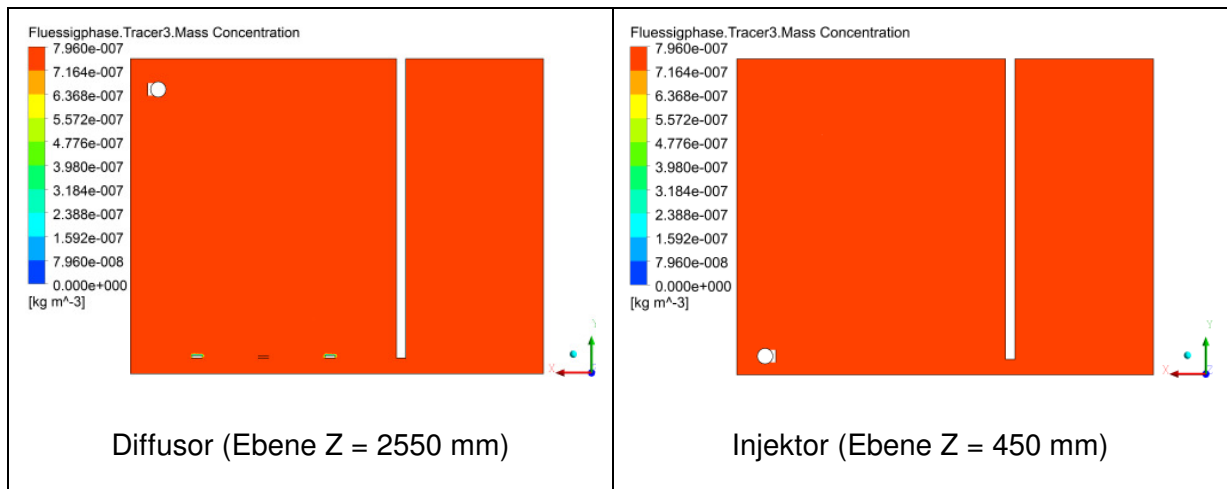 Fluessigphase.Tracer3.Mass Concentration
7.960e-007
7.164e-007
6.368e-007
5.572e-007
4.776e-007
3.980e-007
3.184e-007
2.388e-007
1.592e-007
7.960e-008
0.000e+000
[kg m^-3]
X
Y
Z
Diffusor (Ebene Z = 2550 mm)
Fluessigphase.Tracer3.Mass Concentration
7.960e-007
7.164e-007
6.368e-007
5.572e-007
4.776e-007
3.980e-007
3.184e-007
2.388e-007
1.592e-007
7.960e-008
0.000e+000
[kg m^-3]
X
Y
Z
Injektor (Ebene Z = 450 mm)